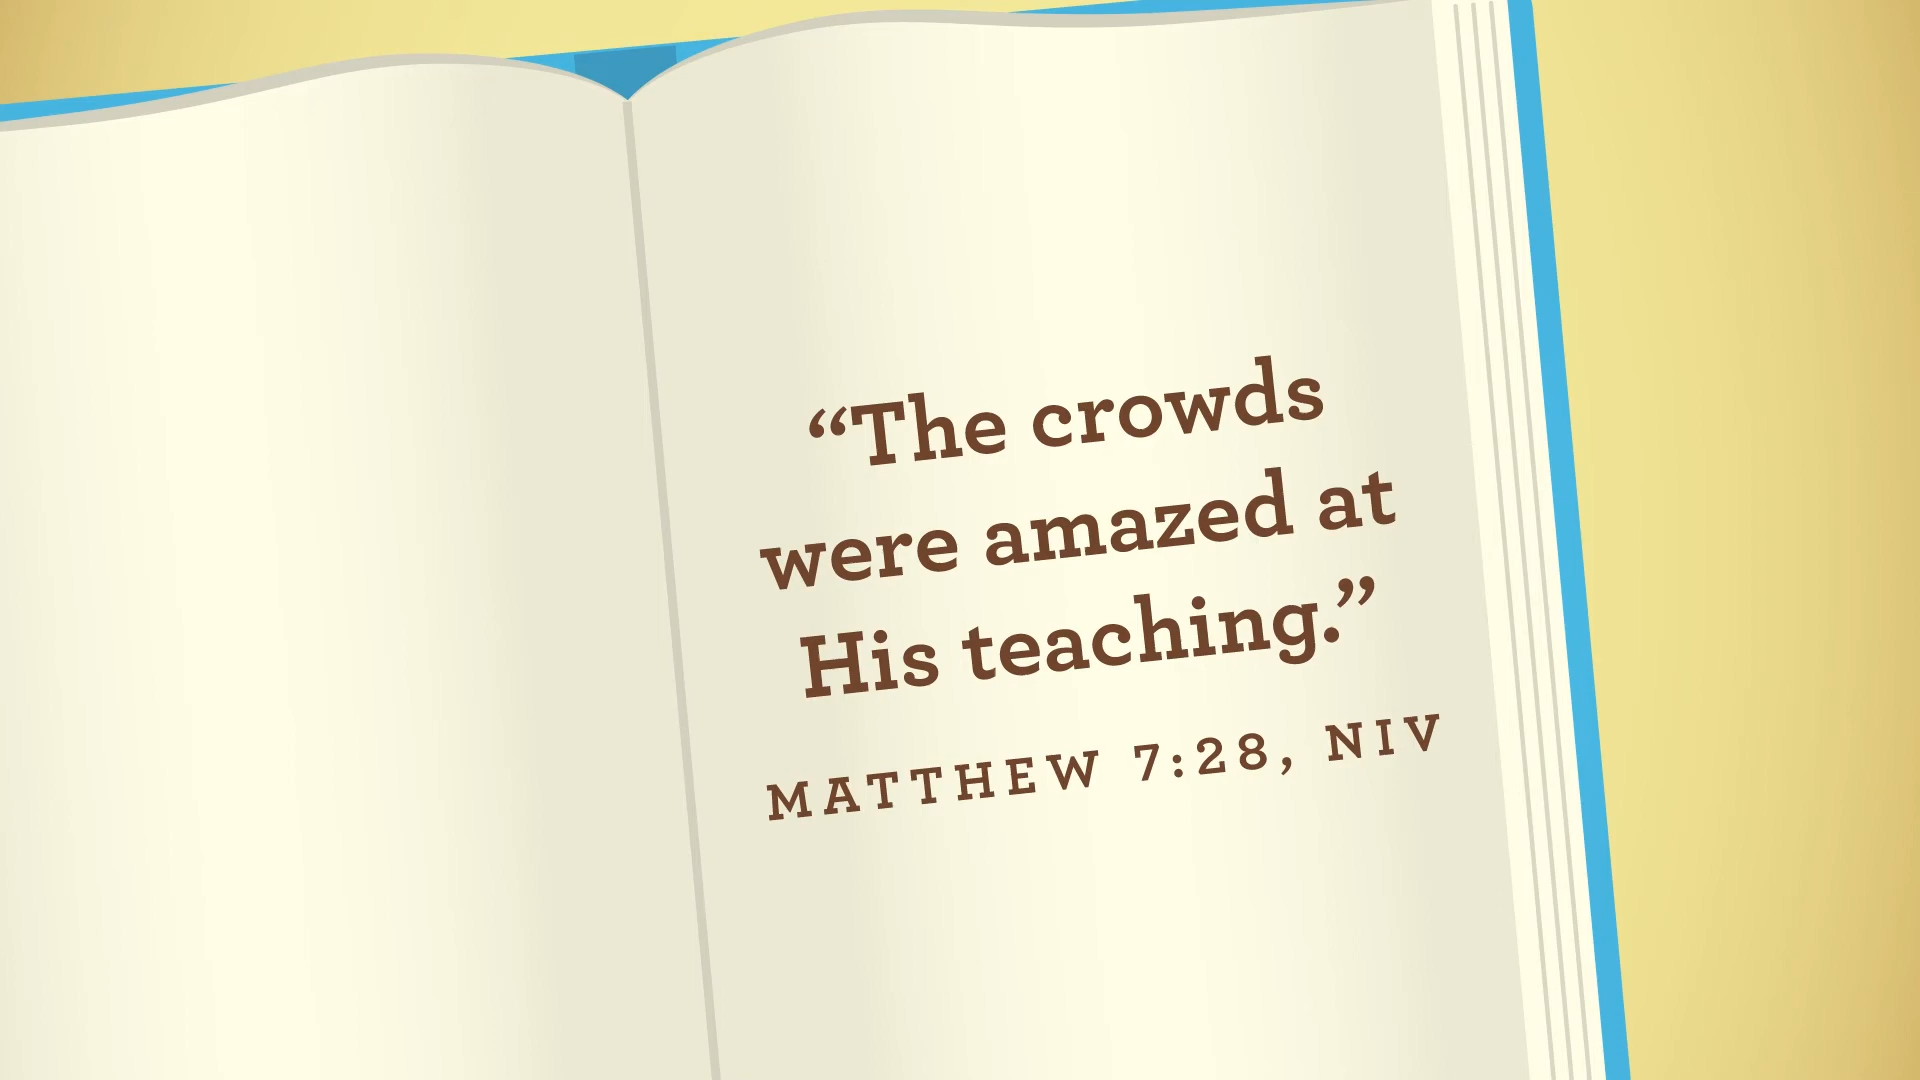 “The crowds
were amazed at
His teaching.”
MATTHEW 7:28, NIV